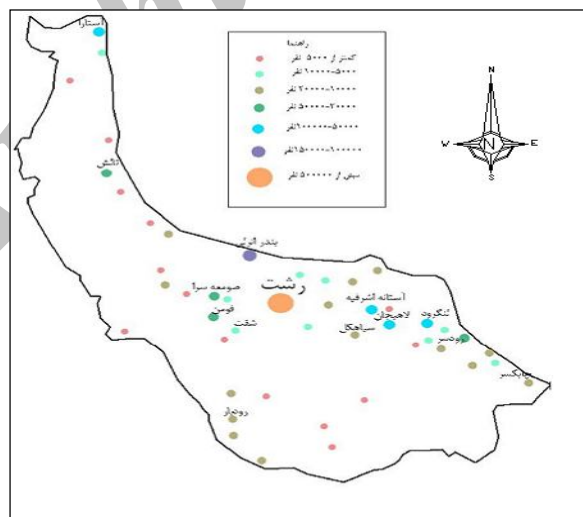 آستارا
راهنما
کمتر از ۵۰۰۰ نفر
۱۰۰۰۰-۵۰۰۰ نفر
۲۰۰۰۰-۱۰۰۰۰ نفر
۵۰۰۰۰-۲۰۰۰۰ نفر
۱۰۰۰۰۰-۵۰۰۰۰ نفر
۱۵۰۰۰۰-۱۰۰۰۰۰ نفر
بیش از ۵۰۰۰۰۰ نفر
N
W N E
S
تالش
بندر انزلی
رشت
صومعه سرا
آستانه اشرفیه
فومن
لنگرود
لاهیجان
شفت
سیاهکل
رودسر
چابکسر
رودبار